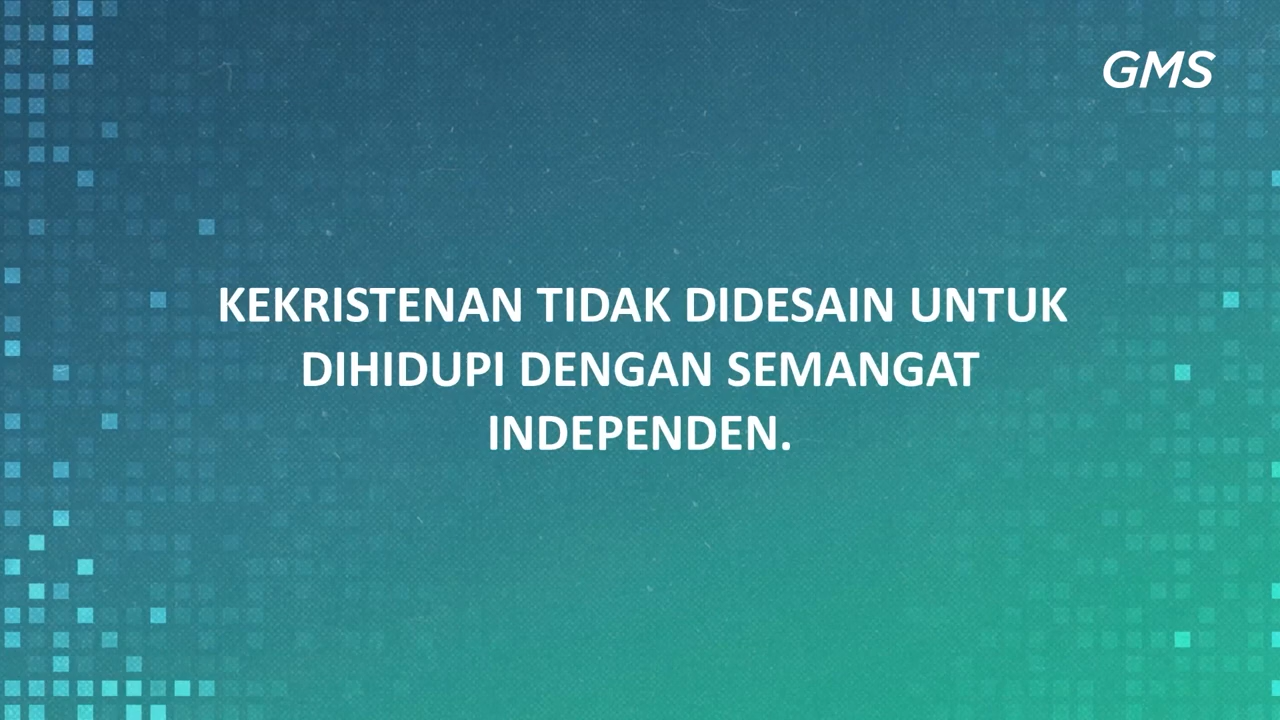 GMS
KEKRISTENAN TIDAK DIDESAIN UNTUK
DIHIDUPI DENGAN SEMANGAT
INDEPENDEN.